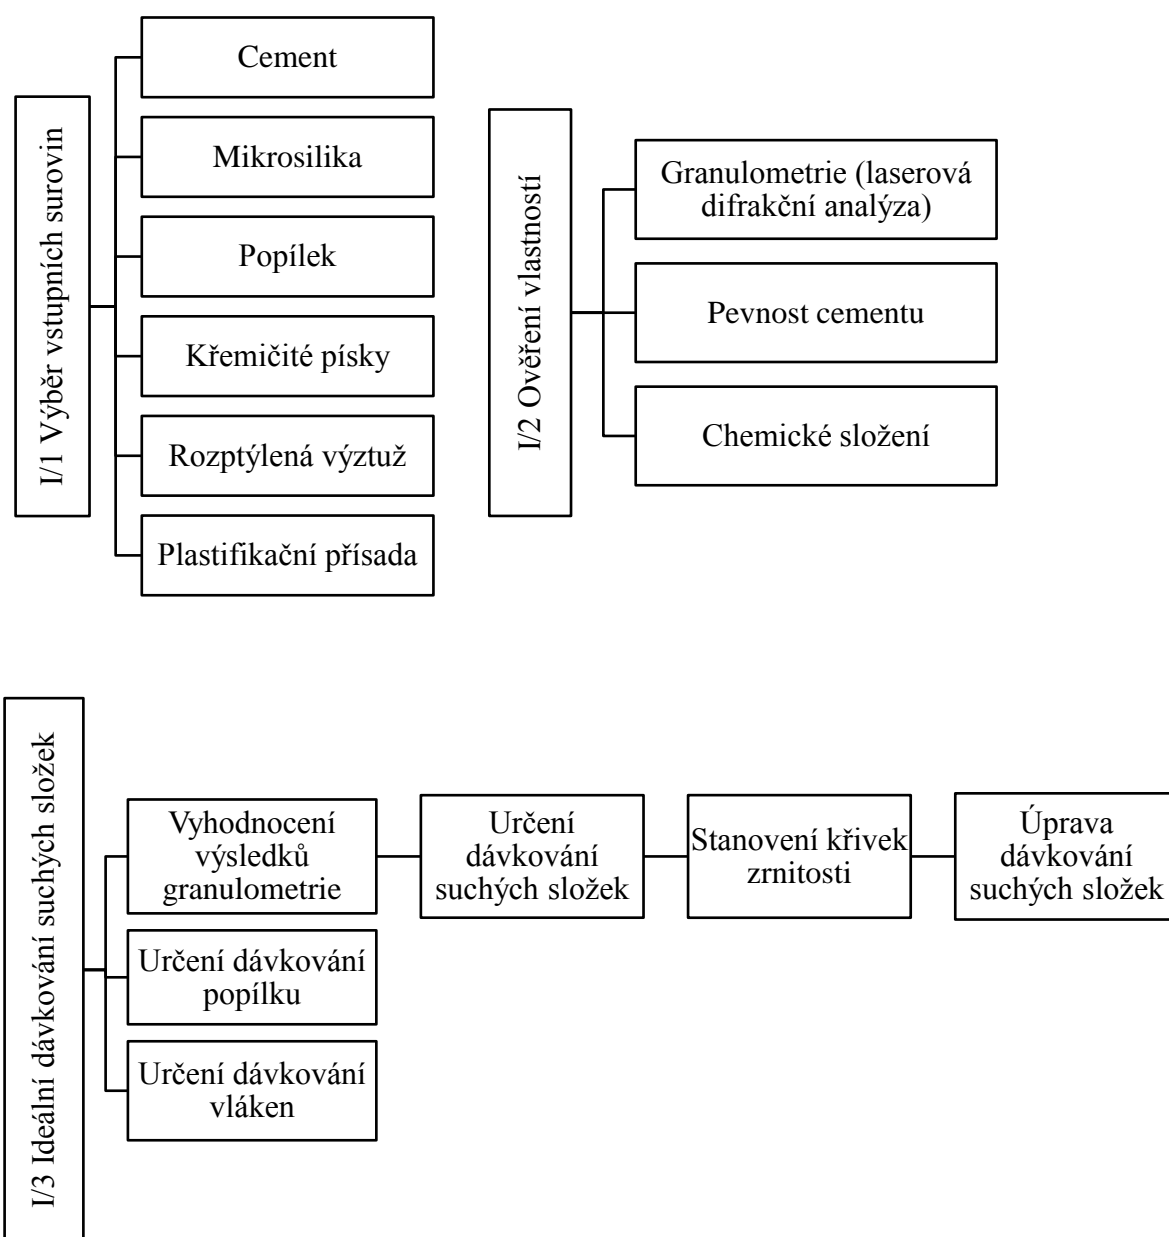 I/1 Výběr vstupních surovin
Cement
Mikrosilika
Popílek
Křemičité písky
Rozptýlená výztuž
Plastifikační přísada
I/2 Ověření vlastností
Granulometrie (laserová
difrakční analýza)
Pevnost cementu
Chemické složení
I/3 Ideální dávkování suchých složek
Vyhodnocení
výsledků
granulometrie
Určení
dávkování
suchých složek
Stanovení křivek
zrnitosti
Úprava
dávkování
suchých složek
Určení dávkování
popílku
Určení dávkování
vláken